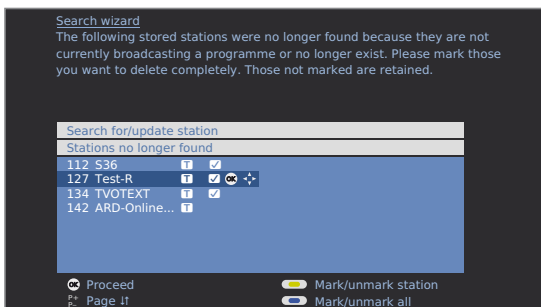 Search wizard
The following stored stations were no longer found because they are not
currently broadcasting a programme or no longer exist. Please mark those
you want to delete completely. Those not marked are retained.
Search for/update station
Stations no longer found
112 S36 T
127 Test-R T OK
134 TVOTEXT T
142 ARD-Online... T
OK Proceed Mark/unmark station
P+ P- Page Mark/unmark all